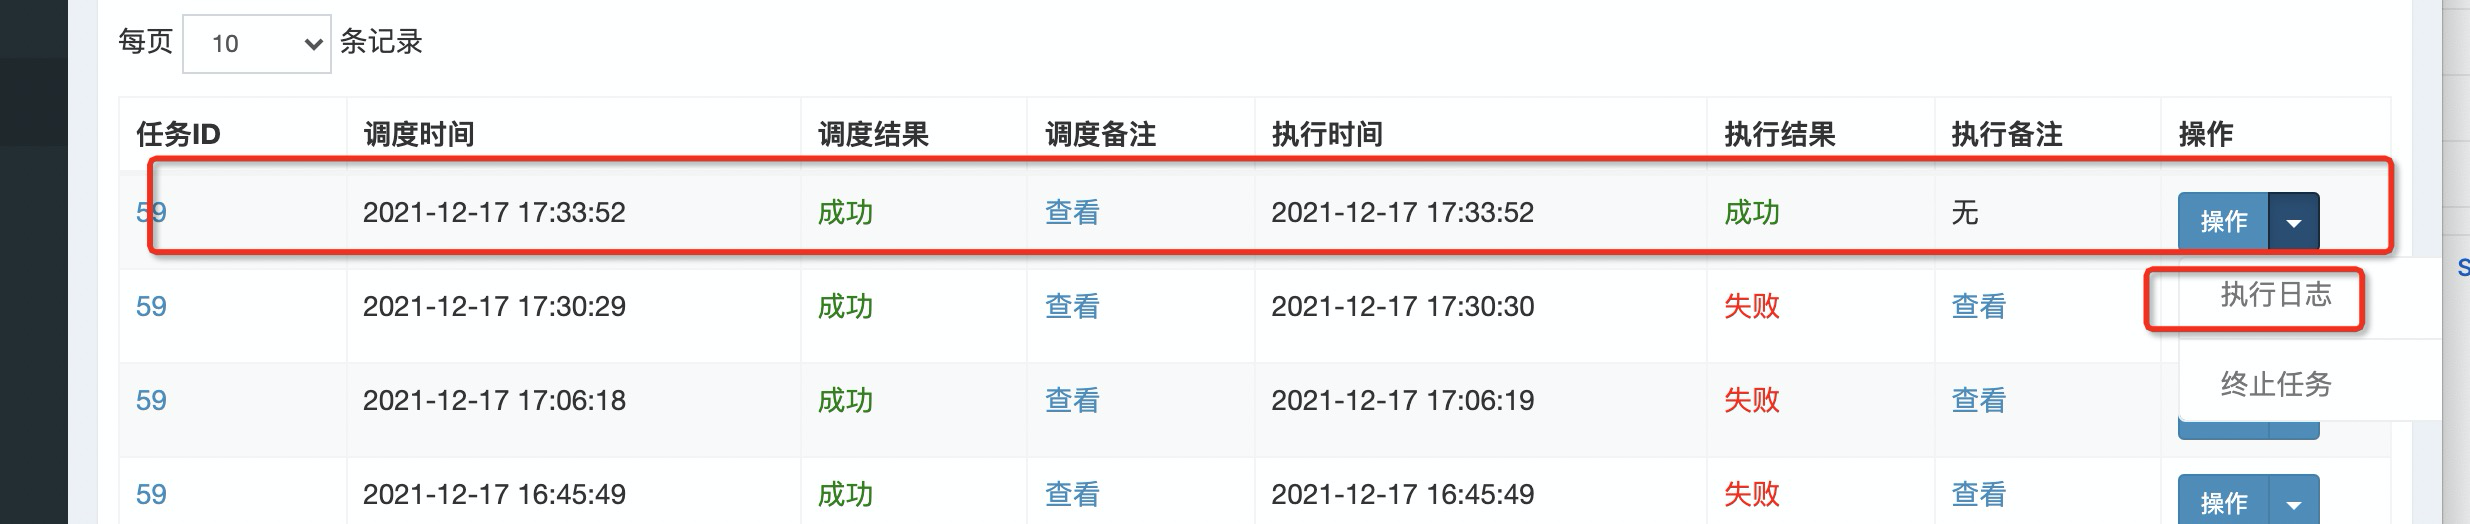 每页 10 条记录
任务ID 调度时间 调度结果 调度备注 执行时间 执行结果 执行备注 操作
59 2021-12-17 17:33:52 成功 查看 2021-12-17 17:33:52 成功 无 操作
59 2021-12-17 17:30:29 成功 查看 2021-12-17 17:30:30 失败 查看 执行日志
59 2021-12-17 17:06:18 成功 查看 2021-12-17 17:06:19 失败 查看 终止任务
59 2021-12-17 16:45:49 成功 查看 2021-12-17 16:45:49 失败 查看 操作